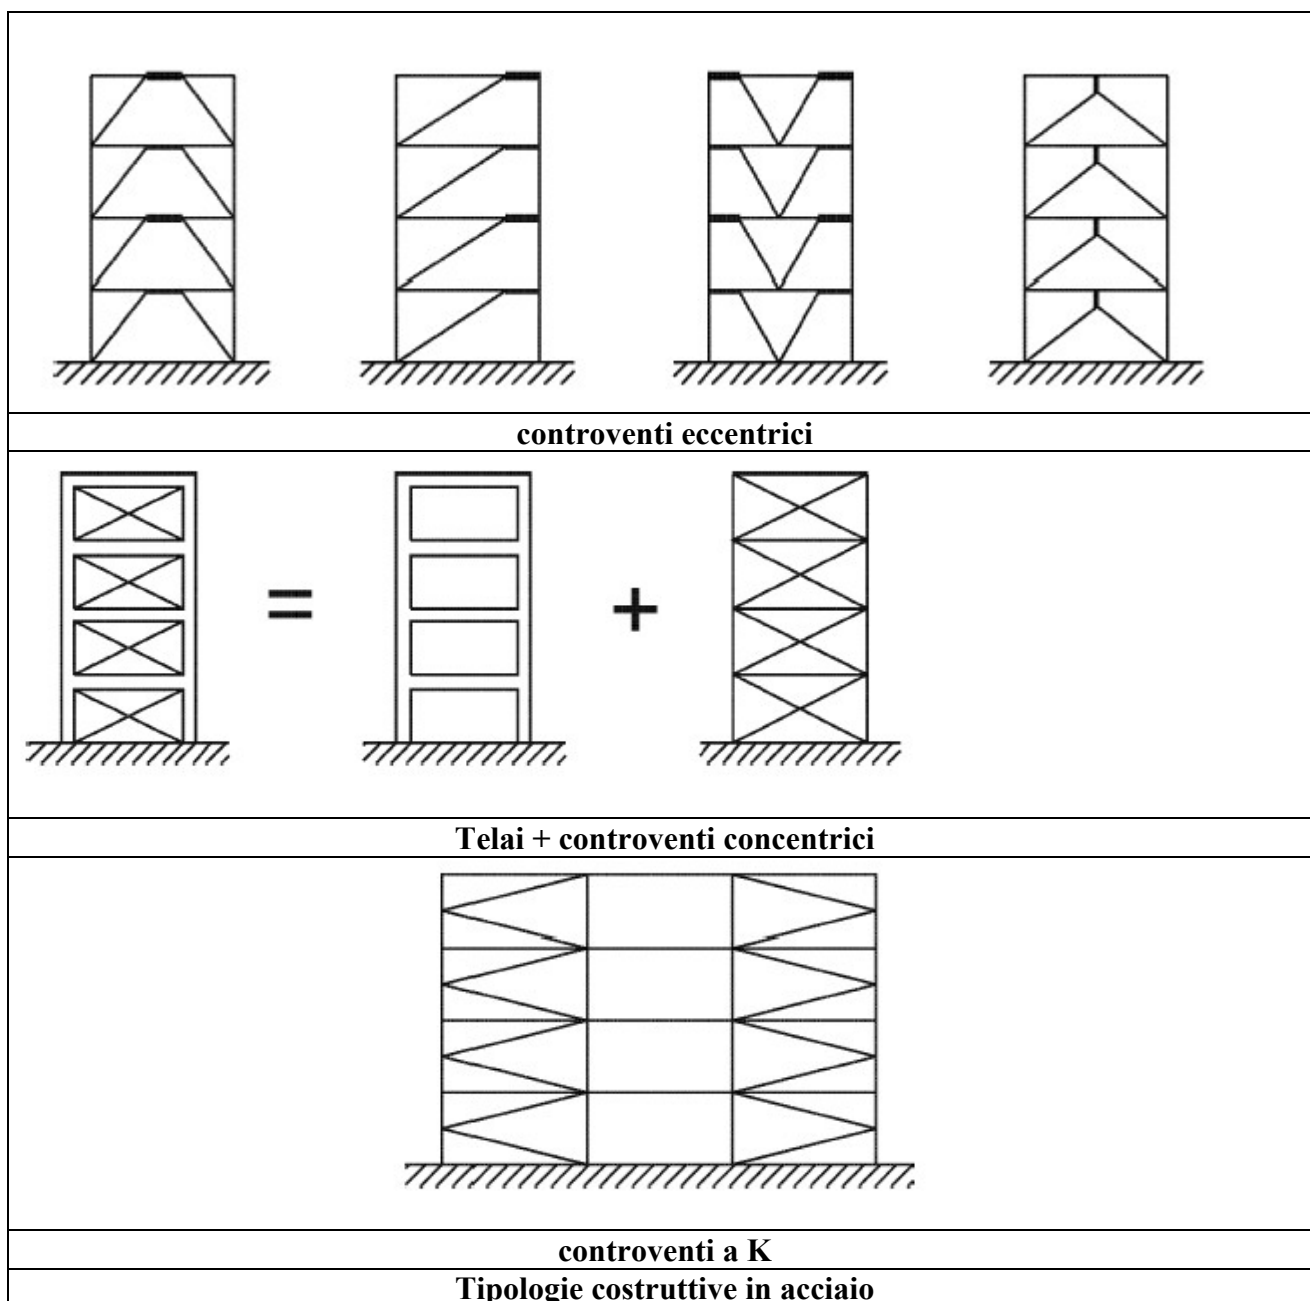 controventi eccentrici
=
+
Telai + controventi concentrici
controventi a K
Tipologie costruttive in acciaio